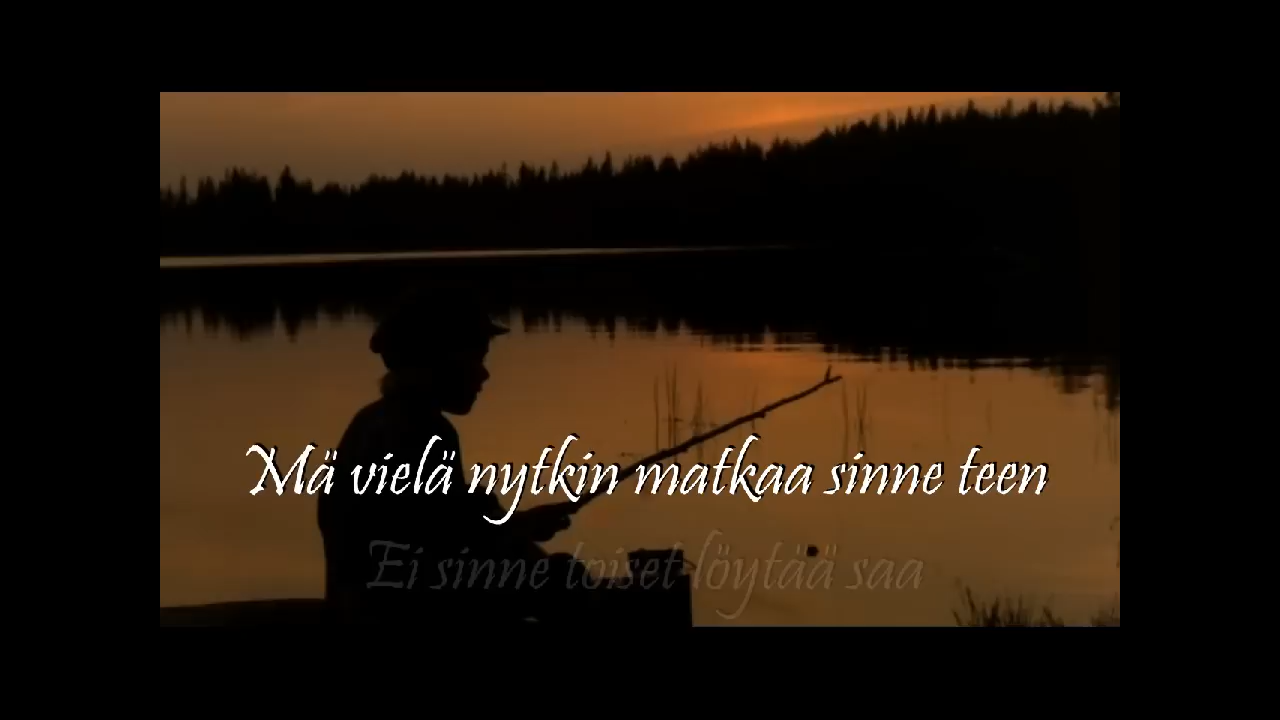 Mä vielä nytkin matkaa sinne teen
Ei sinne toiset löytää saa